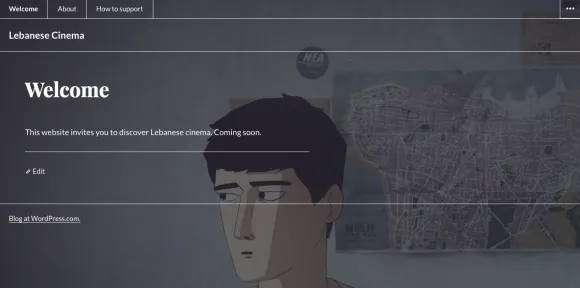 Welcome
About
How to support
Lebanese Cinema
MEA
Welcome
This website invites you to discover Lebanese cinema. Coming soon.
Edit
Blog at WordPress.com.